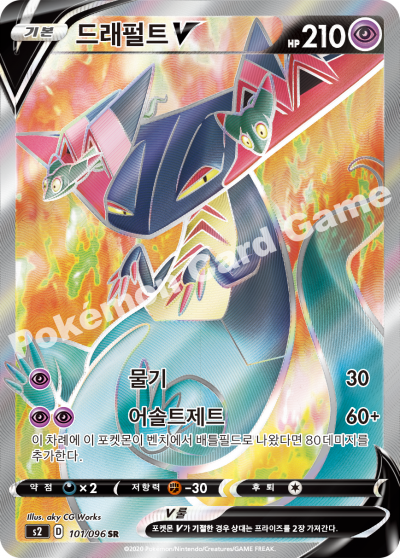 기본 드래펄트V HP210
Pokemon Card Game
물기 30
어솔트제트 60+
이 차례에 이 포켓몬이 벤치에서 배틀필드로 나왔다면 80데미지를
추가한다.
약점 ×2 저항력 -30 후퇴
Illus. aky CG Works
V룰
s2 D 101/096 SR
포켓몬 V가 기절한 경우 상대는 프라이즈를 2장 가져간다.
©2020 Pokémon/Nintendo/Creatures/GAME FREAK.